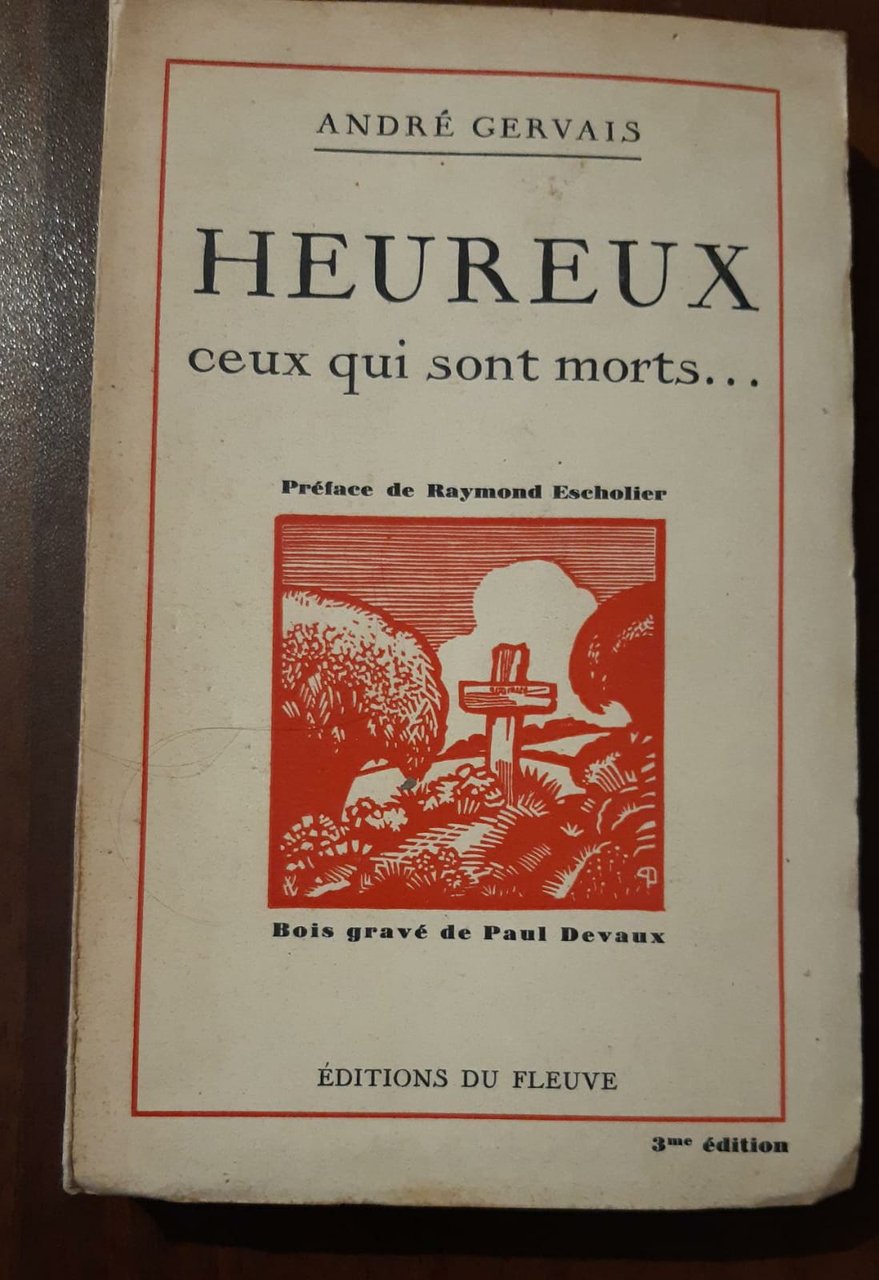 ANDRÉ GERVAIS
HEUREUX
ceux qui sont morts...
Préface de Raymond Escholier
Bois gravé de Paul Devaux
ÉDITIONS DU FLEUVE
3me édition